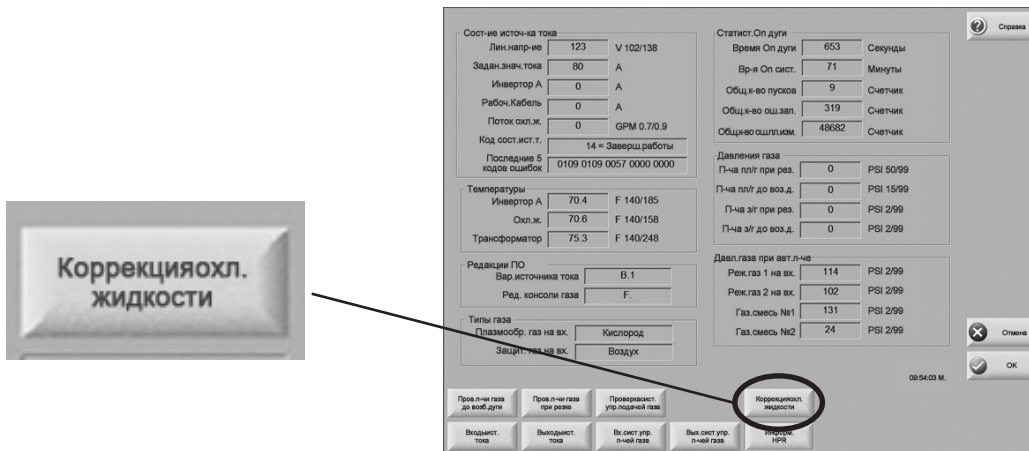 Коррекцияохл.
жидкости
Справка
Сост-ие источ-ка тока
Лин.напр-ие 123 V 102/138
Задан.знач.тока 80 A
Инвертор А 0 A
Рабоч.Кабель 0 A
Поток охл.ж. 0 GPM 0.7/0.9
Код сост.ист.т. 14 = Заверш.работы
Последние 5
кодов ошибок 0109 0109 0057 0000 0000
Температуры
Инвертор А 70.4 F 140/185
Охл.ж. 70.6 F 140/158
Трансформатор 75.3 F 140/248
Редакции ПО
Вар.источника тока B.1
Ред. консоли газа F.
Типы газа
Плазмообр. газ на вх. Кислород
Защит. газ на вх. Воздух
Статист.Оп дуги
Время Оп дуги 653 Секунды
Вр-я Оп сист. 71 Минуты
Общ.к-во пусков 9 Счетчик
Общ.к-во ош.зап. 319 Счетчик
Общ.к-во ош.пл.изм. 48682 Счетчик
Давления газа
П-ча пл/г при рез. 0 PSI 50/99
П-ча пл/г до воз.д. 0 PSI 15/99
П-ча з/г при рез. 0 PSI 2/99
П-ча з/г до воз.д. 0 PSI 2/99
Давл.газа при авт.п-че
Реж.газ 1 на вх. 114 PSI 2/99
Реж.газ 2 на вх. 102 PSI 2/99
Газ.смесь №1 131 PSI 2/99
Газ.смесь №2 24 PSI 2/99
Отмена
OK
09:54:03 М.
Пров.п-чи газа
до возб.дуги
Пров.п-чи газа
при резке
Проверкасист.
упр.подачей газа
Коррекцияохл.
жидкости
Входыист.
тока
Выходыист.
тока
Вх.сист.упр.
п-чей газа
Вых.сист.упр.
п-чей газа
Информ.
HPR